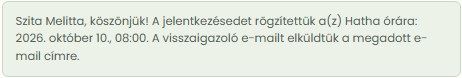 Szita Melitta, köszönjük! A jelentkezésedet rögzítettük a(z) Hatha órára:
2026. október 10., 08:00. A visszaigazoló e-mailt elküldtük a megadott e-
mail címre.